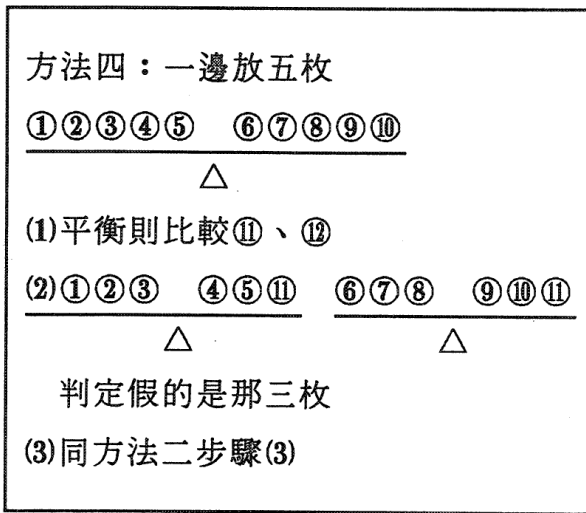 方法四：一邊放五枚
①②③④⑤ ⑥⑦⑧⑨⑩
△
(1)平衡則比較⑪、⑫
(2)①②③ ④⑤⑪ ⑥⑦⑧ ⑨⑩⑪
△ △
判定假的是那三枚
(3)同方法二步驟(3)